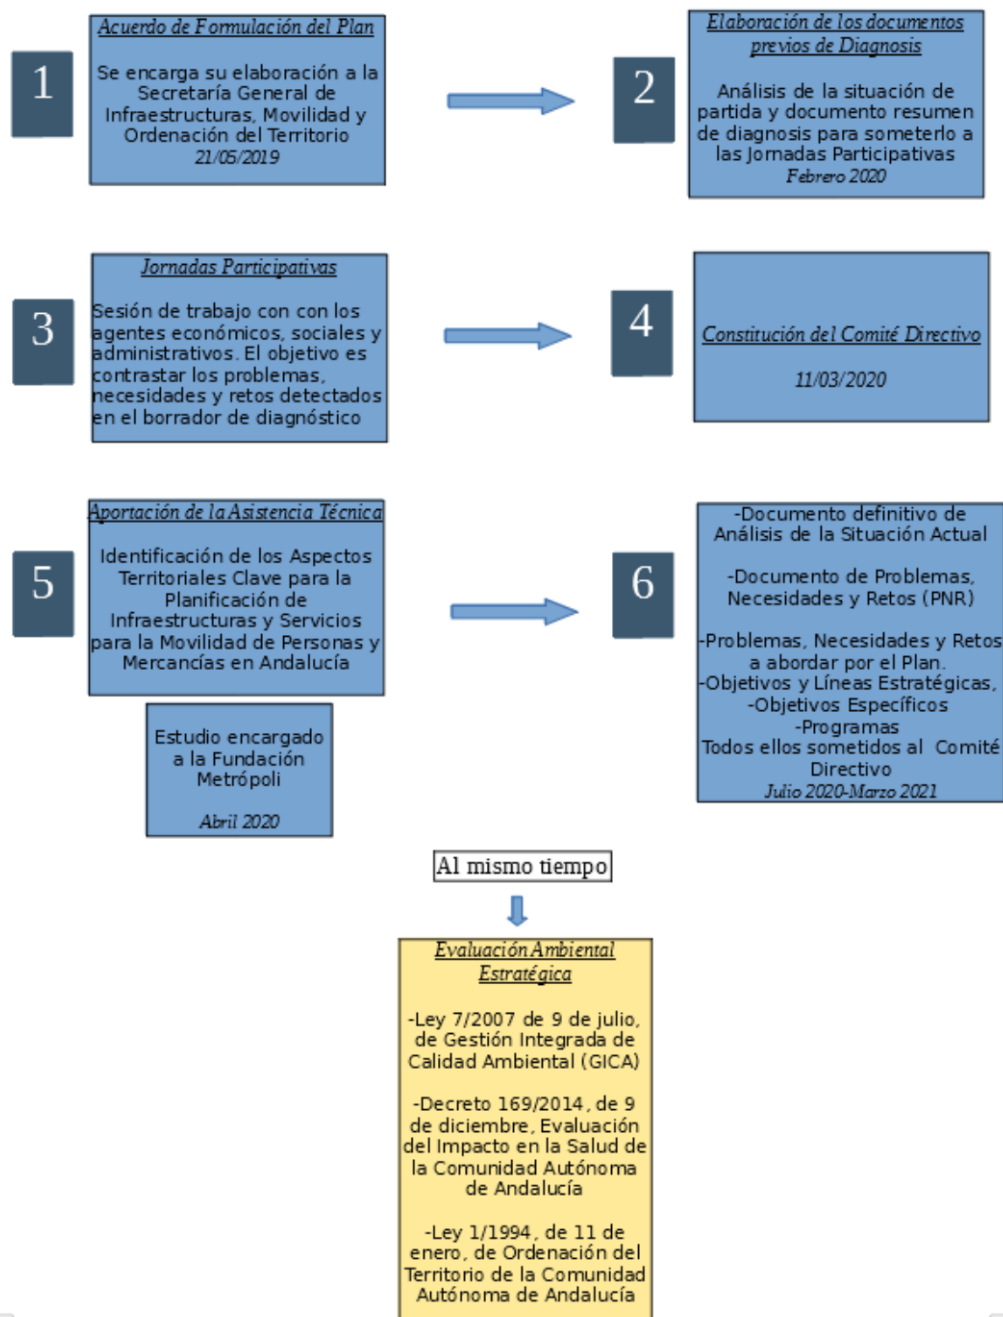 1
Acuerdo de Formulación del Plan
Se encarga su elaboración a la
Secretaría General de
Infraestructuras, Movilidad y
Ordenación del Territorio
21/05/2019
2
Elaboración de los documentos
previos de Diagnosis
Análisis de la situación de
partida y documento resumen
de diagnosis para someterlo a
las Jornadas Participativas
Febrero 2020
3
Jornadas Participativas
Sesión de trabajo con con los
agentes económicos, sociales y
administrativos. El objetivo es
contrastar los problemas,
necesidades y retos detectados
en el borrador de diagnóstico
4
Constitución del Comité Directivo
11/03/2020
5
Aportación de la Asistencia Técnica
Identificación de los Aspectos
Territoriales Clave para la
Planificación de
Infraestructuras y Servicios
para la Movilidad de Personas y
Mercancías en Andalucía
Estudio encargado
a la Fundación
Metrópoli
Abril 2020
6
-Documento definitivo de
Análisis de la Situación Actual
-Documento de Problemas,
Necesidades y Retos (PNR)
-Problemas, Necesidades y Retos
a abordar por el Plan.
-Objetivos y Líneas Estratégicas,
-Objetivos Específicos
-Programas
Todos ellos sometidos al Comité
Directivo
Julio 2020-Marzo 2021
Al mismo tiempo
Evaluación Ambiental
Estratégica
-Ley 7/2007 de 9 de julio,
de Gestión Integrada de
Calidad Ambiental (GICA)
-Decreto 169/2014, de 9
de diciembre, Evaluación
del Impacto en la Salud de
la Comunidad Autónoma
de Andalucía
-Ley 1/1994, de 11 de
enero, de Ordenación del
Territorio de la Comunidad
Autónoma de Andalucía